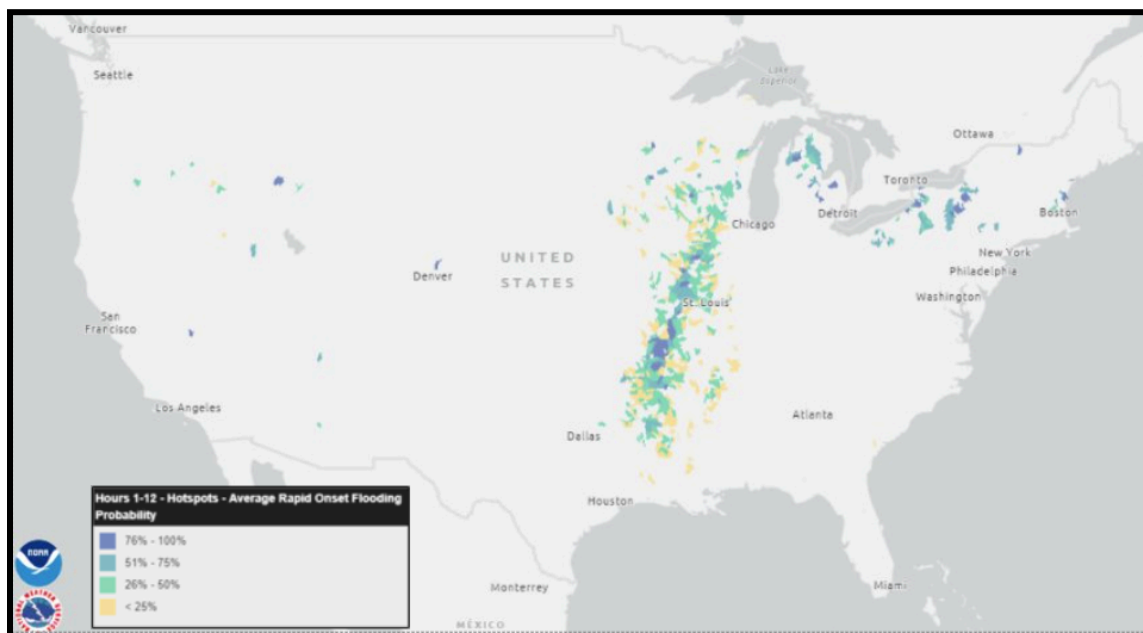 Vancouver
Seattle
Lake
Superior
Ottawa
Toronto
Boston
Detroit
Chicago
New York
UNITED
STATES
Denver
Philadelphia
St. Louis
Washington
San
Francisco
Los Angeles
Atlanta
Dallas
Houston
Hours 1-12 - Hotspots - Average Rapid Onset Flooding
Probability
76% - 100%
51% - 75%
26% - 50%
< 25%
NOAA
Monterrey
Miami
MÉXICO